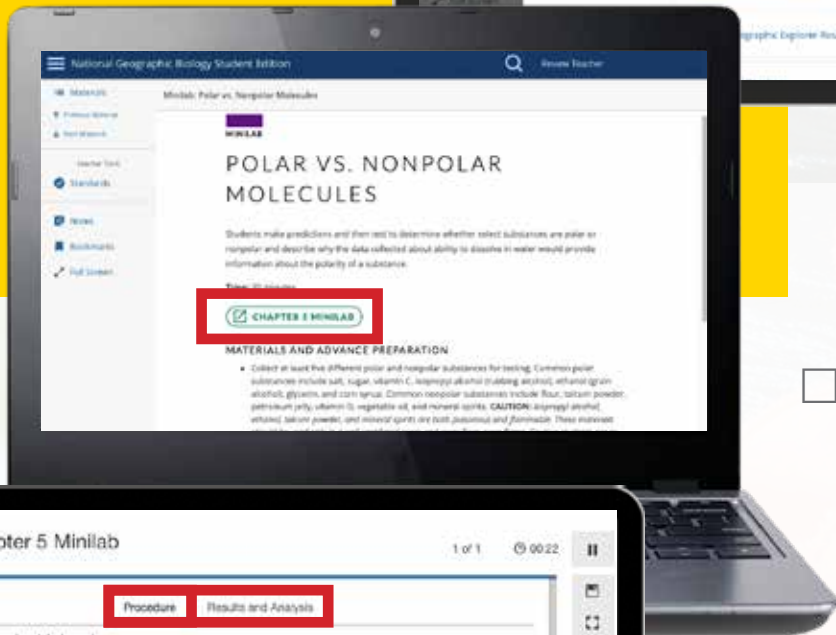 National Geographic Biology Student Edition
Review Teacher
Materials
Minilab: Polar vs. Nonpolar Molecules
Standards
Notes
Bookmarks
Full Screen
MINILAB
POLAR VS. NONPOLAR
MOLECULES
Students make predictions and then test to determine whether select substances are polar or
nonpolar and describe why the data collected about ability to dissolve in water would provide
information about the polarity of a substance.
Time: minutes
CHAPTER 5 MINILAB
MATERIALS AND ADVANCE PREPARATION
• Collect at least five different polar and nonpolar substances for testing. Common polar
substances include salt, sugar, vitamin C, isopropyl alcohol (rubbing alcohol), ethanol (grain
alcohol), glycerin, and corn syrup. Common nonpolar substances include flour, talcum powder,
petroleum jelly, vitamin D, vegetable oil, and mineral spirits. CAUTION: Isopropyl alcohol,
ethanol, talcum powder, and mineral spirits are both poisonous and flammable. These materials
pter 5 Minilab
1 of 1
00:22
Procedure
Results and Analysis